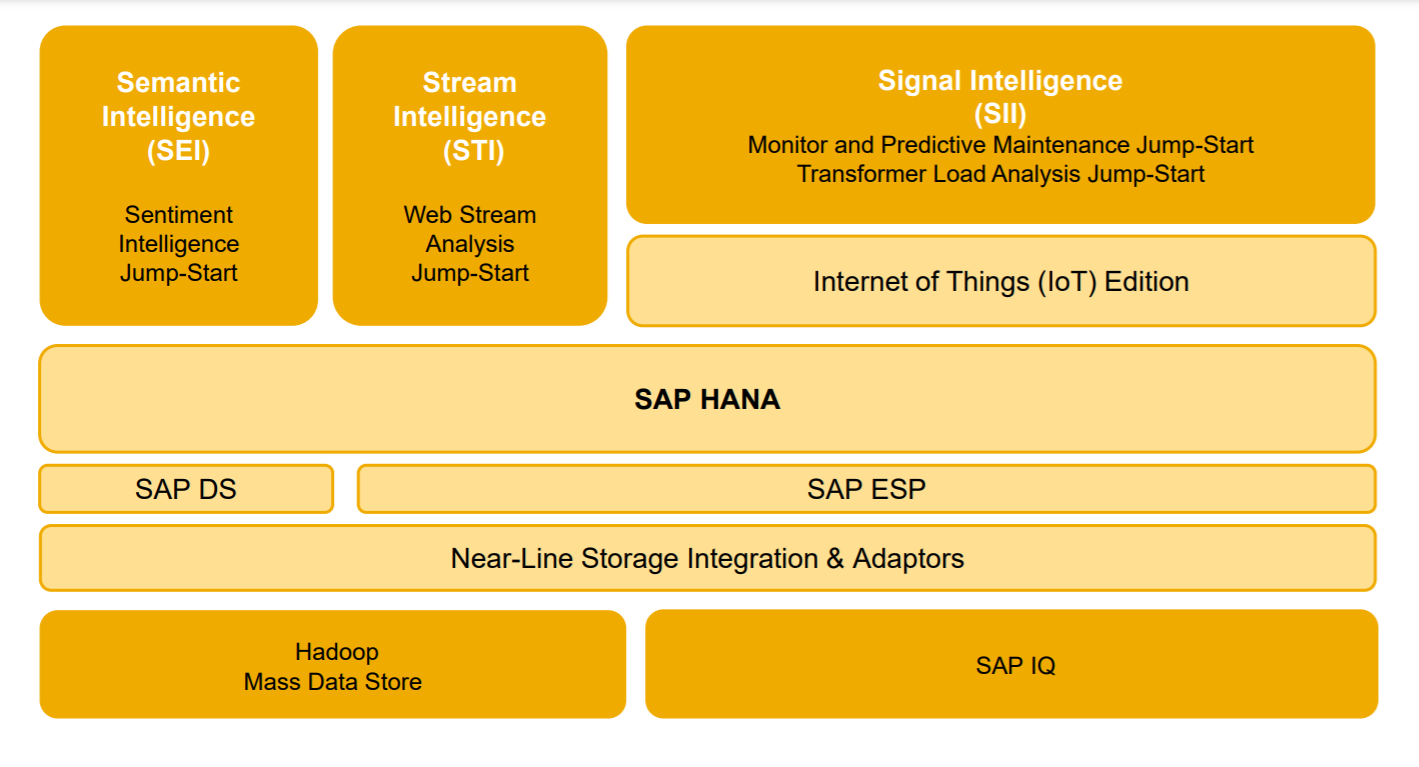 Semantic
Intelligence
(SEI)
Sentiment
Intelligence
Jump-Start
Stream
Intelligence
(STI)
Web Stream
Analysis
Jump-Start
Signal Intelligence
(SII)
Monitor and Predictive Maintenance Jump-Start
Transformer Load Analysis Jump-Start
Internet of Things (IoT) Edition
SAP HANA
SAP DS
SAP ESP
Near-Line Storage Integration & Adaptors
Hadoop
Mass Data Store
SAP IQ